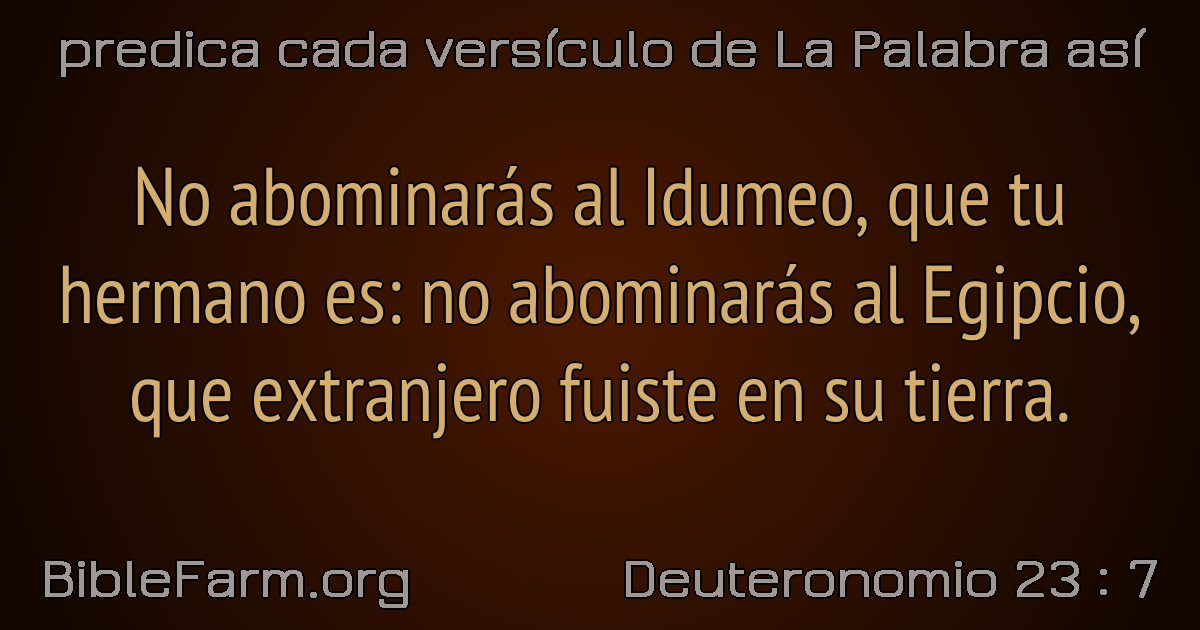 predica cada versículo de La Palabra así
No abominarás al Idumeo, que tu
hermano es: no abominarás al Egipcio,
que extranjero fuiste en su tierra.
BibleFarm.org
Deuteronomio 23 : 7